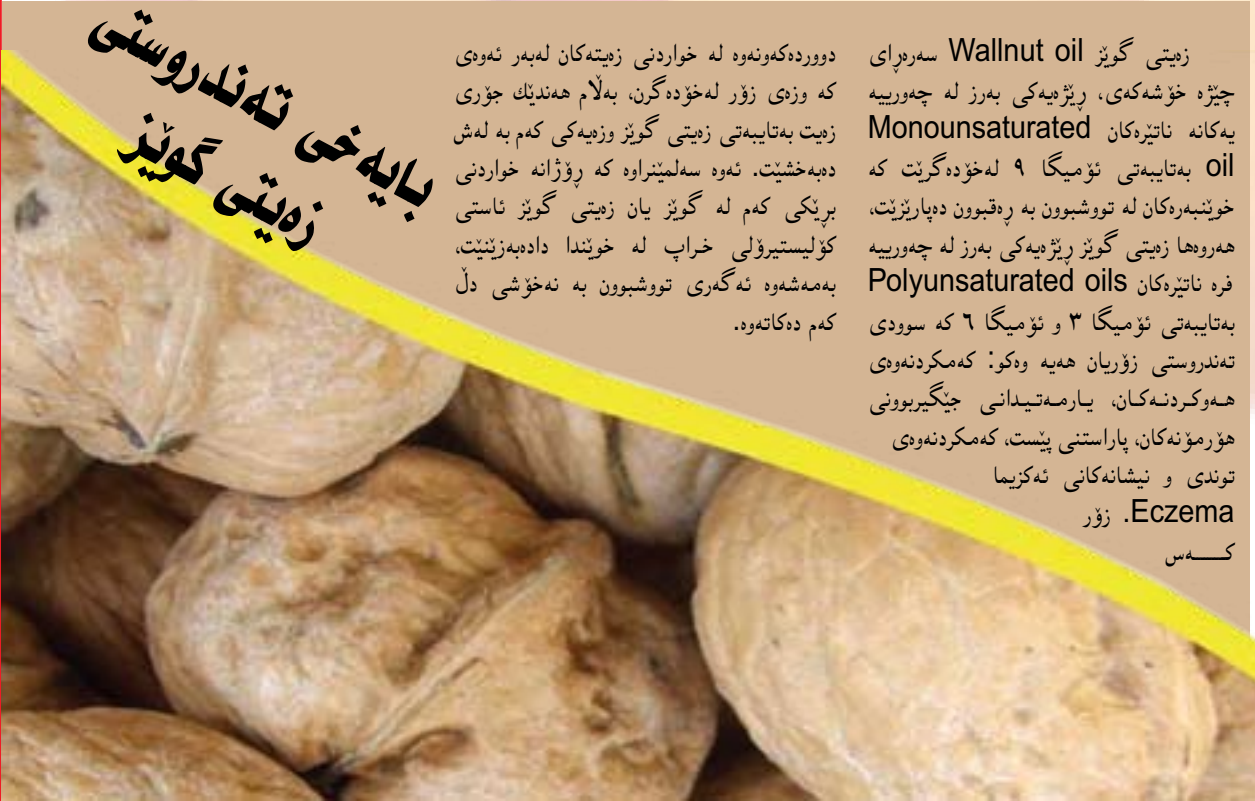 بایەخی تەندروستی
زەیتی گوێز
زەیتی گوێز Wallnut oil سەرەڕای
چێژە خۆشەکەی، ڕێژەیەکی بەرز لە چەورییە
یەکانە ناتێرەکان Monounsaturated
oil بەتایبەتی ئۆمیگا ٩ لەخۆدەگرێت کە
خوێنبەرەکان لە تووشبوون بە ڕەقبوون دەپارێزێت،
هەروەها زەیتی گوێز ڕێژەیەکی بەرز لە چەورییە
فرە ناتێرەکان Polyunsaturated oils
بەتایبەتی ئۆمیگا ٣ و ئۆمیگا ٦ کە سوودی
تەندروستی زۆریان هەیە وەکو: کەمکردنەوەی
هـەوکـردنـەکـان، یـارمـەتـیـدانـی جێگیربوونی
هۆرمۆنەکان، پاراستنی پێست، کەمکردنەوەی
توندی و نیشانەکانی ئەکزیما
Eczema. زۆر
کـــــەس
دووردەکەونەوە لە خواردنی زەیتەکان لەبەر ئەوەی
کە وزەی زۆر لەخۆدەگرن، بەڵام هەندێك جۆری
زەیت بەتایبەتی زەیتی گوێز وزەیەکی کەم بە لەش
دەبەخشێت. ئەوە سەلمێنراوە کە ڕۆژانە خواردنی
بڕێکی کەم لە گوێز یان زەیتی گوێز ئاستی
کۆلیستیرۆلی خراپ لە خوێندا دادەبەزێنێت،
بەمەشەوە ئەگەری تووشبوون بە نەخۆشی دڵ
کەم دەکاتەوە.